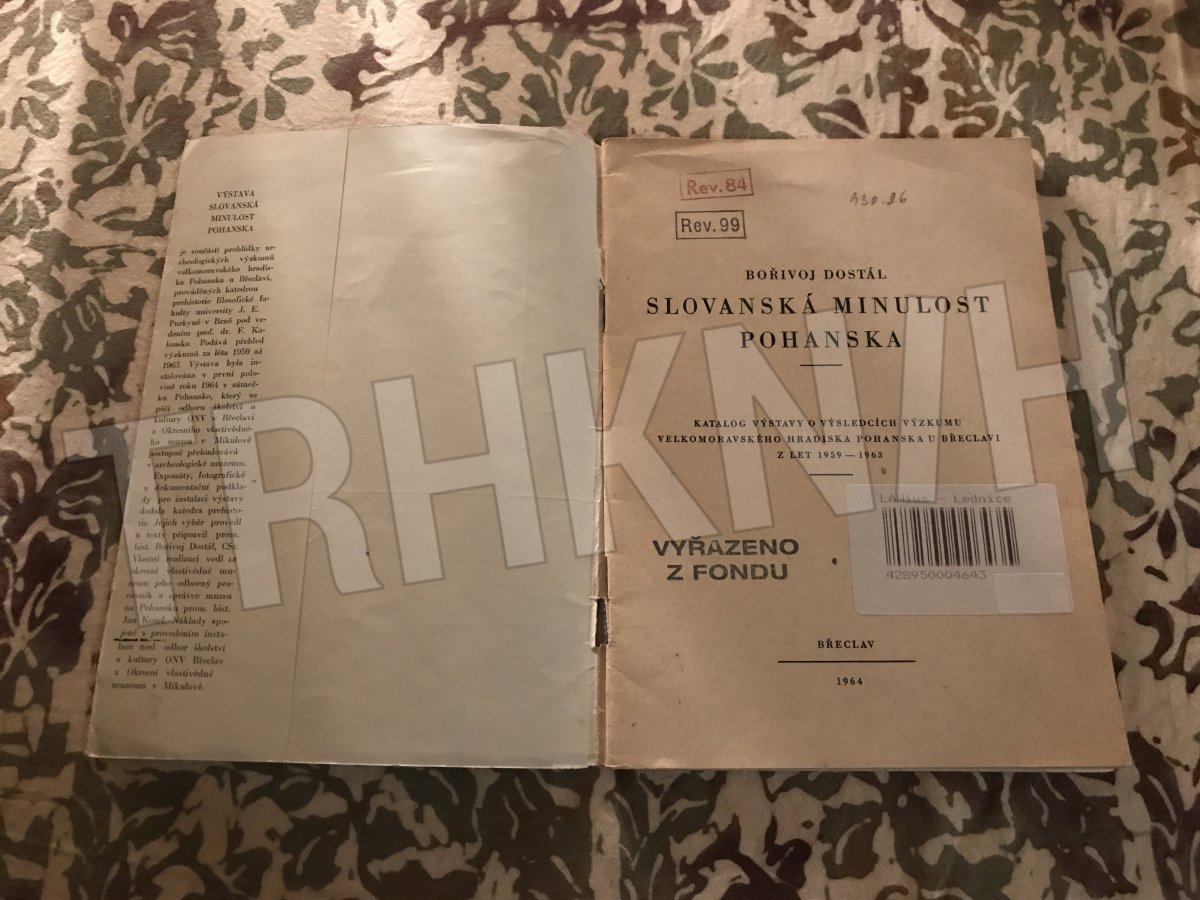 VÝSTAVA
SLOVANSKÁ
MINULOST
POHANSKA
je součástí prohlídky ar-
cheologických výzkumů
velkomoravského hradis-
ka Pohanska u Břeclavi,
prováděných katedrou
prehistorie filosofické fa-
kulty university J. E.
Purkyně v Brně pod ve-
dením prof. dr. F. Ka-
louska. Podává přehled
výzkumů za léta 1959 až
1963. Výstava byla in-
stalována v první polo-
vině roku 1964 v zámeč-
ku Pohansko, který se
péčí odboru školství a
kultury ONV v Břeclavi
a Okresního vlastivědné-
ho muzea v Mikulově
postupně přebudovává
v archeologické muzeum.
Exponáty, fotografické
a dokumentační podkla-
dy pro instalaci výstavy
dodala katedra prehisto-
rie. Jejich výběr provedl
a texty připravil prom.
hist. Bořivoj Dostál, CSc.
Vlastní realizaci vedl za
okresní vlastivědné mu-
zeum jeho odborný pra-
covník a správce muzea
na Pohansku prom. hist.
Jan Kozel. Náklady spo-
jené s provedením insta-
lace nesl odbor školství
a kultury ONV Břeclav
a Okresní vlastivědné
muzeum v Mikulově.
Rev.84
930.26
Rev.99
BOŘIVOJ DOSTÁL
SLOVANSKÁ MINULOST
POHANSKA
KATALOG VÝSTAVY O VÝSLEDCÍCH VÝZKUMU
VELKOMORAVSKÉHO HRADISKA POHANSKA U BŘECLAVI
Z LET 1959 — 1963
LANius - Lednice
428950004643
VYŘAZENO
Z FONDU
BŘECLAV
1964